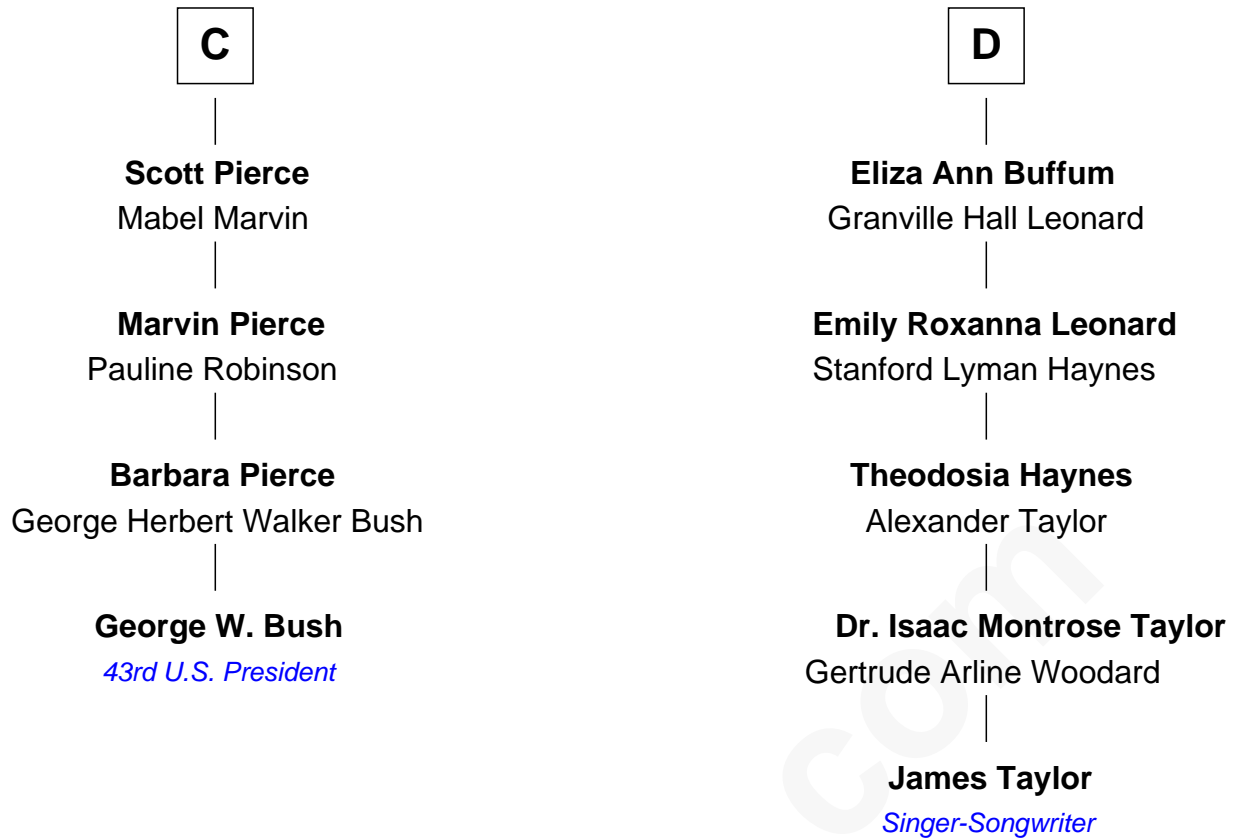 C
Scott Pierce
Mabel Marvin
Marvin Pierce
Pauline Robinson
Barbara Pierce
George Herbert Walker Bush
George W. Bush
43rd U.S. President
D
Eliza Ann Buffum
Granville Hall Leonard
Emily Roxanna Leonard
Stanford Lyman Haynes
Theodosia Haynes
Alexander Taylor
Dr. Isaac Montrose Taylor
Gertrude Arline Woodard
James Taylor
Singer-Songwriter
com